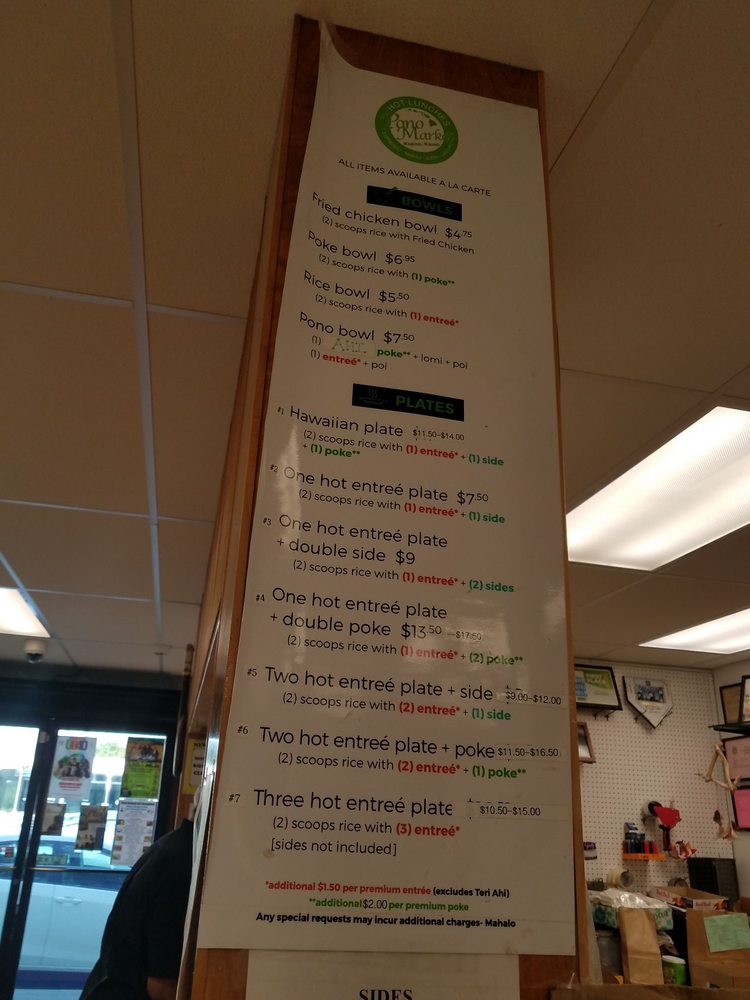 HOT LUNCHES
Pono
Market
Kapaa, Kauai
ALL ITEMS AVAILABLE A LA CARTE
BOWLS
Fried chicken bowl $4.75
(2) scoops rice with Fried Chicken
Poke bowl $6.95
(2) scoops rice with (1) poke**
Rice bowl $5.50
(2) scoops rice with (1) entreé*
Pono bowl $7.50
(1) AHI poke** + lomi + poi
(1) entreé* + poi
PLATES
#1 Hawaiian plate $11.50-$14.00
(2) scoops rice with (1) entreé* + (1) side
+ (1) poke**
#2 One hot entreé plate $7.50
(2) scoops rice with (1) entreé* + (1) side
#3 One hot entreé plate
+ double side $9
(2) scoops rice with (1) entreé* + (2) sides
#4 One hot entreé plate
+ double poke $13.50 -$17.50
(2) scoops rice with (1) entreé* + (2) poke**
#5 Two hot entreé plate + side $9.00-$12.00
(2) scoops rice with (2) entreé* + (1) side
#6 Two hot entreé plate + poke $11.50-$16.50
(2) scoops rice with (2) entreé* + (1) poke**
#7 Three hot entreé plate $10.50-$15.00
(2) scoops rice with (3) entreé*
[sides not included]
*additional $1.50 per premium entrée (excludes Teri Ahi)
**additional $2.00 per premium poke
Any special requests may incur additional charges- Mahalo
SIDES